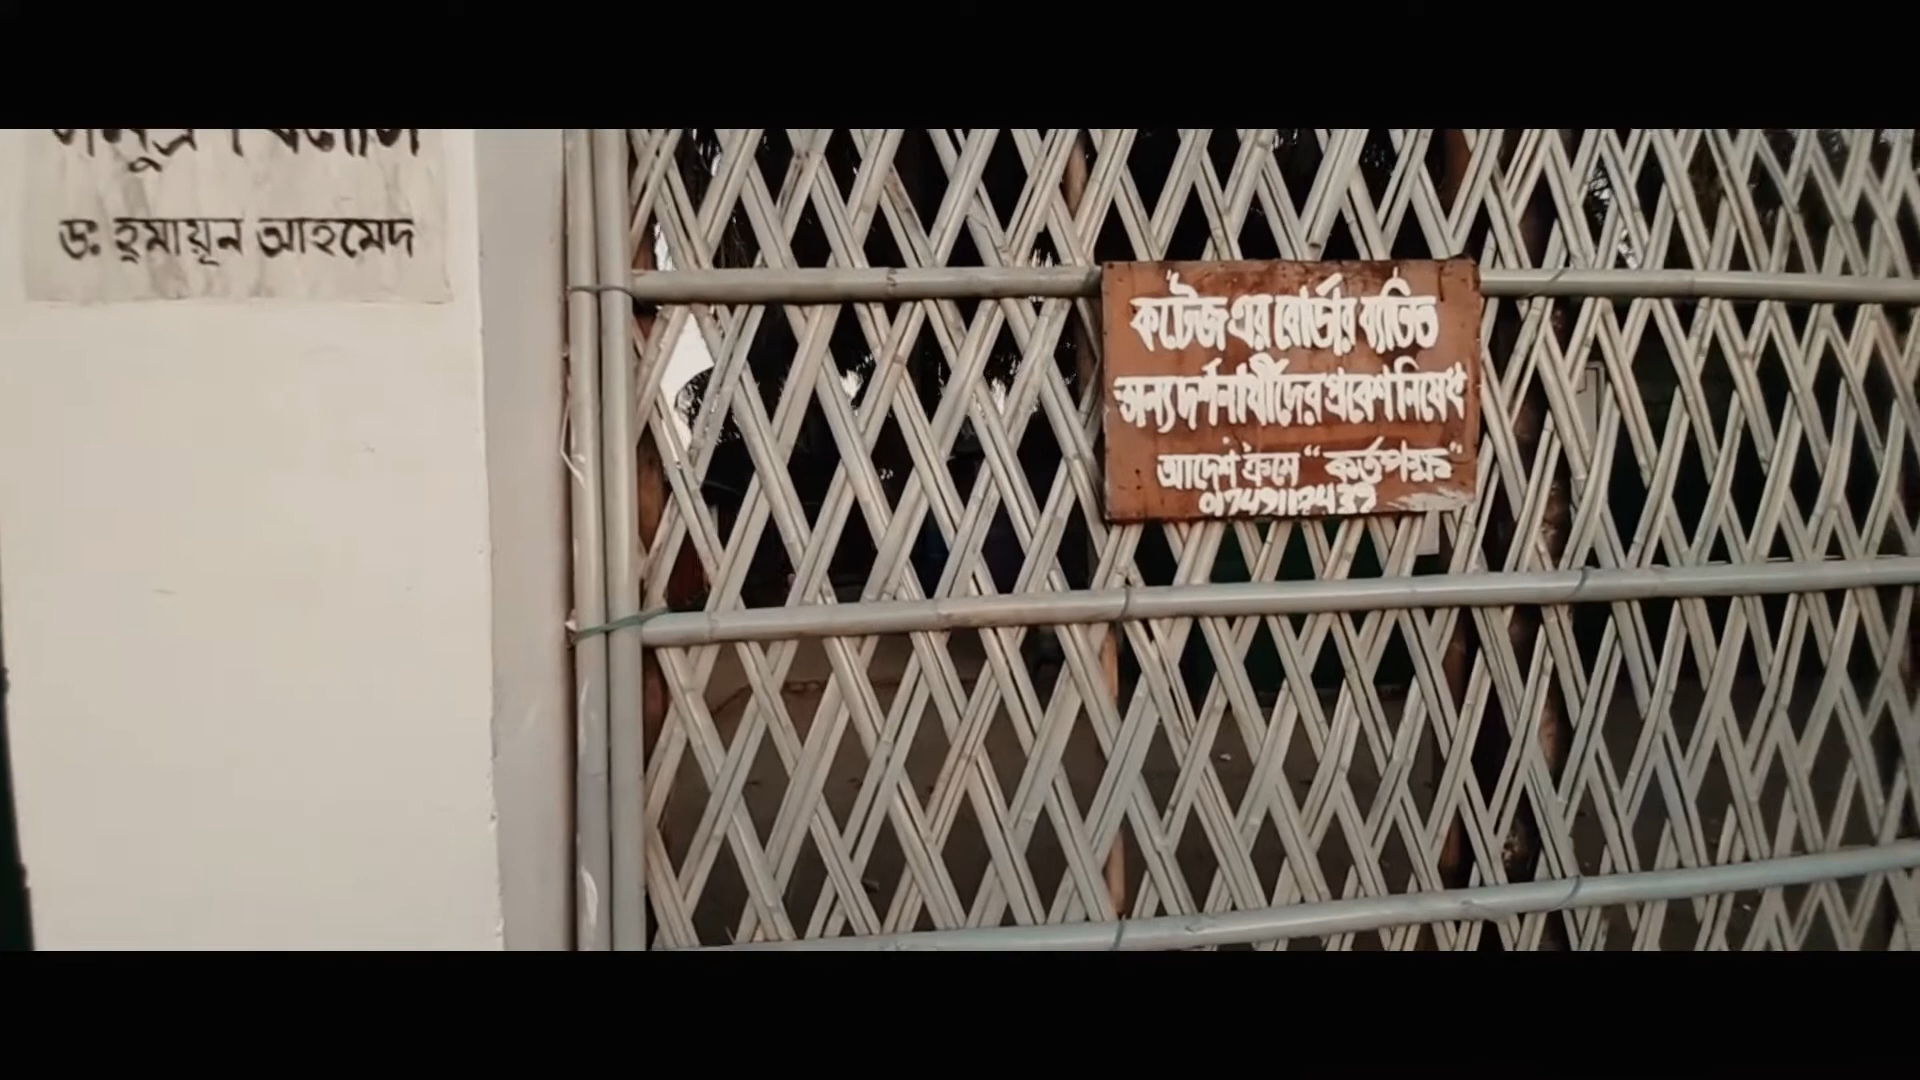 ডঃ হুমায়ূন আহমেদ
কটেজ এর বোর্ডার ব্যতিত
অন্য দর্শনার্থীদের প্রবেশ নিষেধ
আদেশ ক্রমে "কর্তৃপক্ষ"